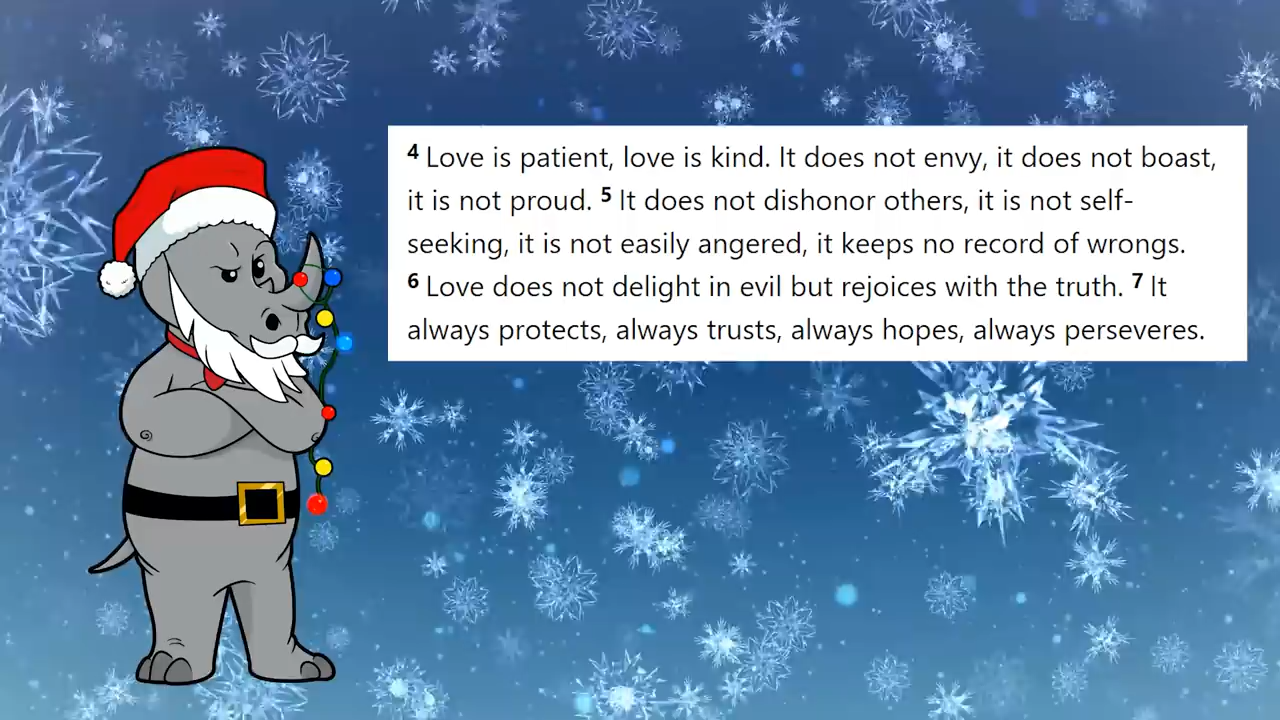 4 Love is patient, love is kind. It does not envy, it does not boast,
it is not proud. 5 It does not dishonor others, it is not self-
seeking, it is not easily angered, it keeps no record of wrongs.
6 Love does not delight in evil but rejoices with the truth. 7 It
always protects, always trusts, always hopes, always perseveres.